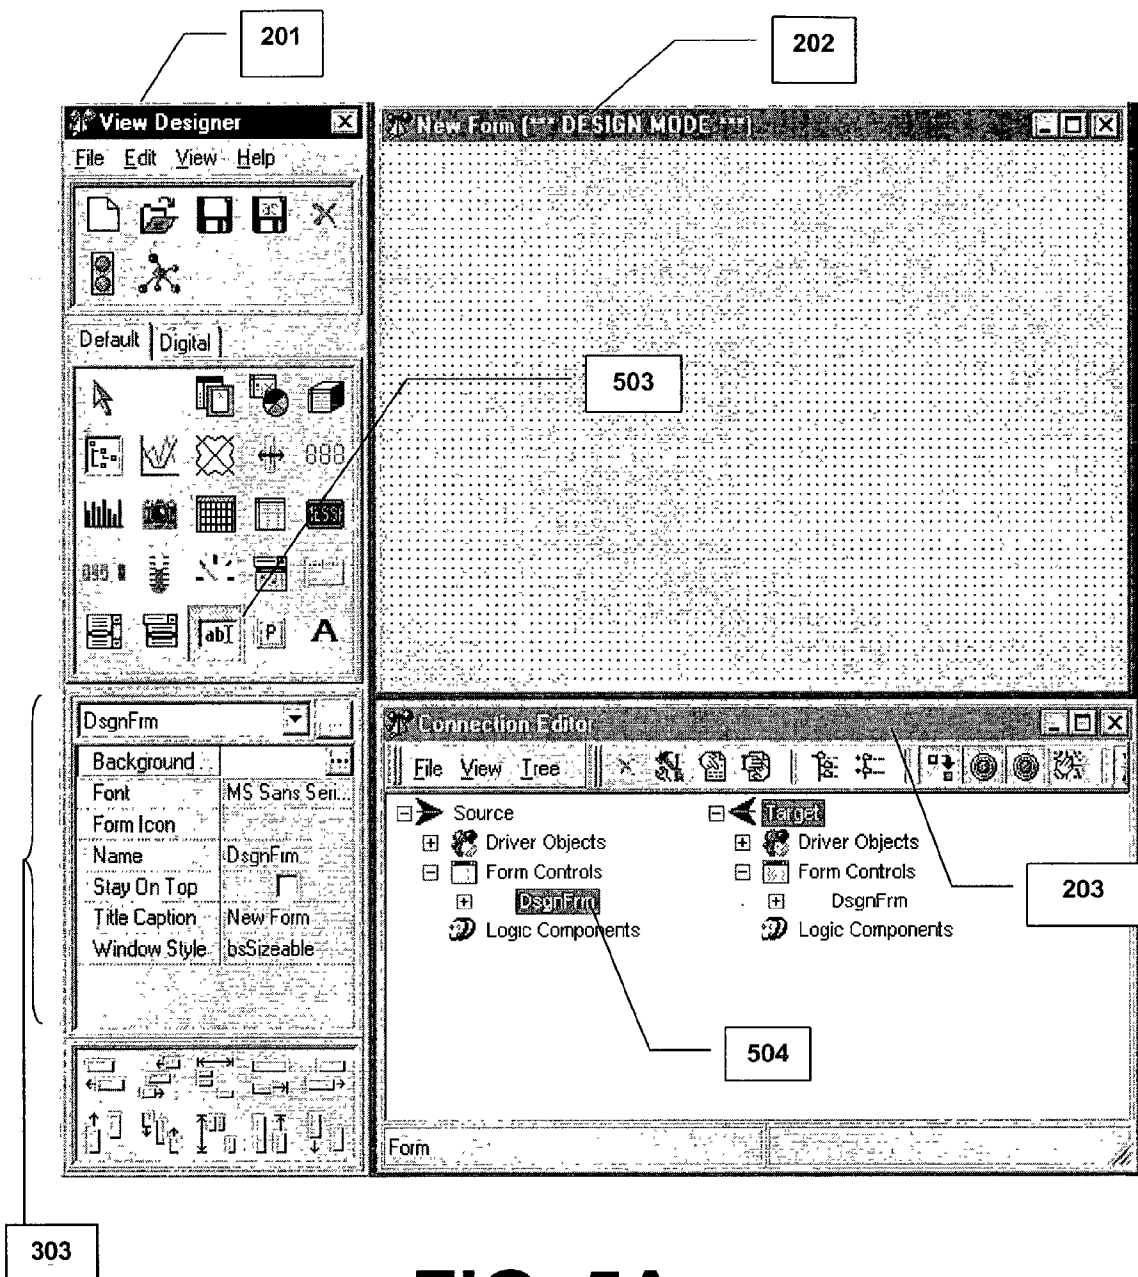 201
202
View Designer
New Form (*** DESIGN MODE ***)
File Edit View Help
Default Digital
503
ab
P
A
DsgnFrm
...
Background ...
Font MS Sans Seri...
Form Icon
Name DsgnFrm
Stay On Top
Title Caption New Form
Window Style bsSizeable
Connection Editor
File View Tree
Source Target
Driver Objects Driver Objects
Form Controls Form Controls
DsgnFrm DsgnFrm
Logic Components Logic Components
203
504
Form
303